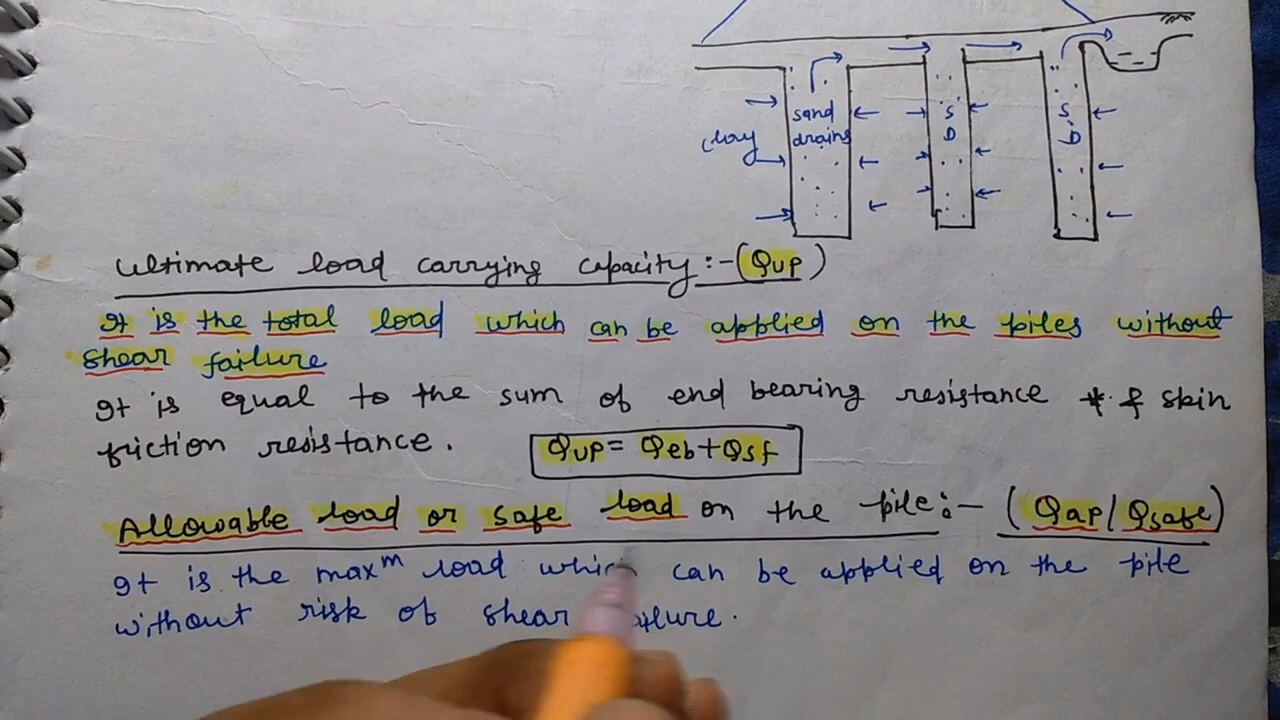 clay
sand
drains
S
D
S.D
Ultimate load carrying capacity :- (Qup)
It is the total load which can be applied on the piles without
shear failure
It is equal to the sum of end bearing resistance & skin
friction resistance. Qup = Qeb + Qsf
Allowable load or safe load on the pile :- (Qap / Qsafe)
It is the maxm load which can be applied on the pile
without risk of shear